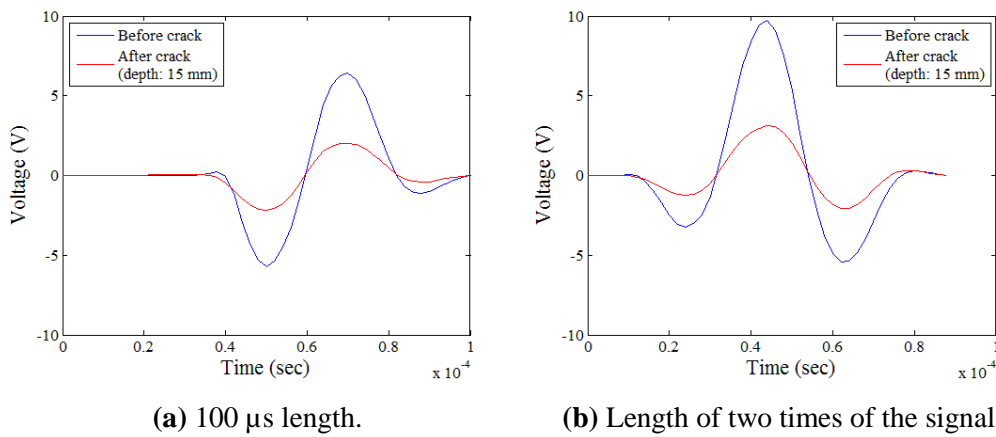 10
5
0
-5
-10
Voltage (V)
Before crack
After crack
(depth: 15 mm)
0 0.2 0.4 0.6 0.8 1
Time (sec)
x 10-4
(a) 100 µs length.
10
5
0
-5
-10
Voltage (V)
Before crack
After crack
(depth: 15 mm)
0 0.2 0.4 0.6 0.8 1
Time (sec)
x 10-4
(b) Length of two times of the signal